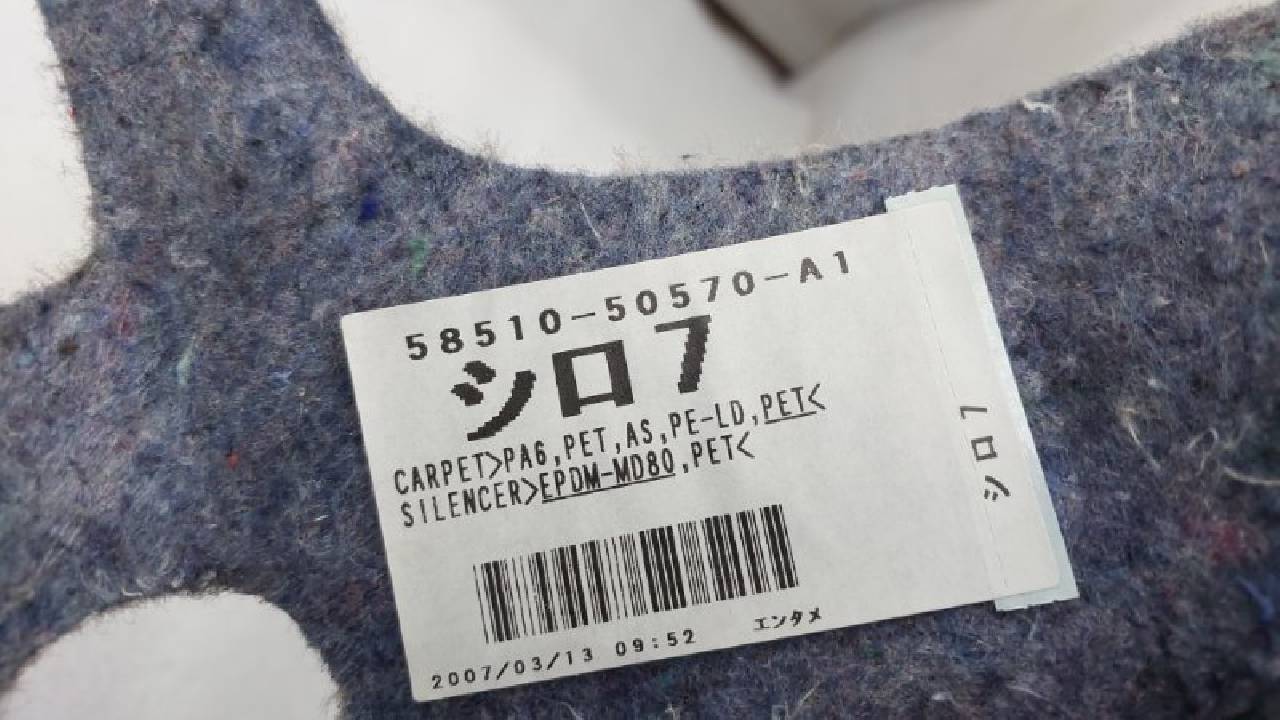 58510-50570-A1
シロ7
CARPET>PA6,PET,AS,PE-LD,PET<
SILENCER>EPDM-MD80,PET<
2007/03/13 09:52 エンタメ
シロ7